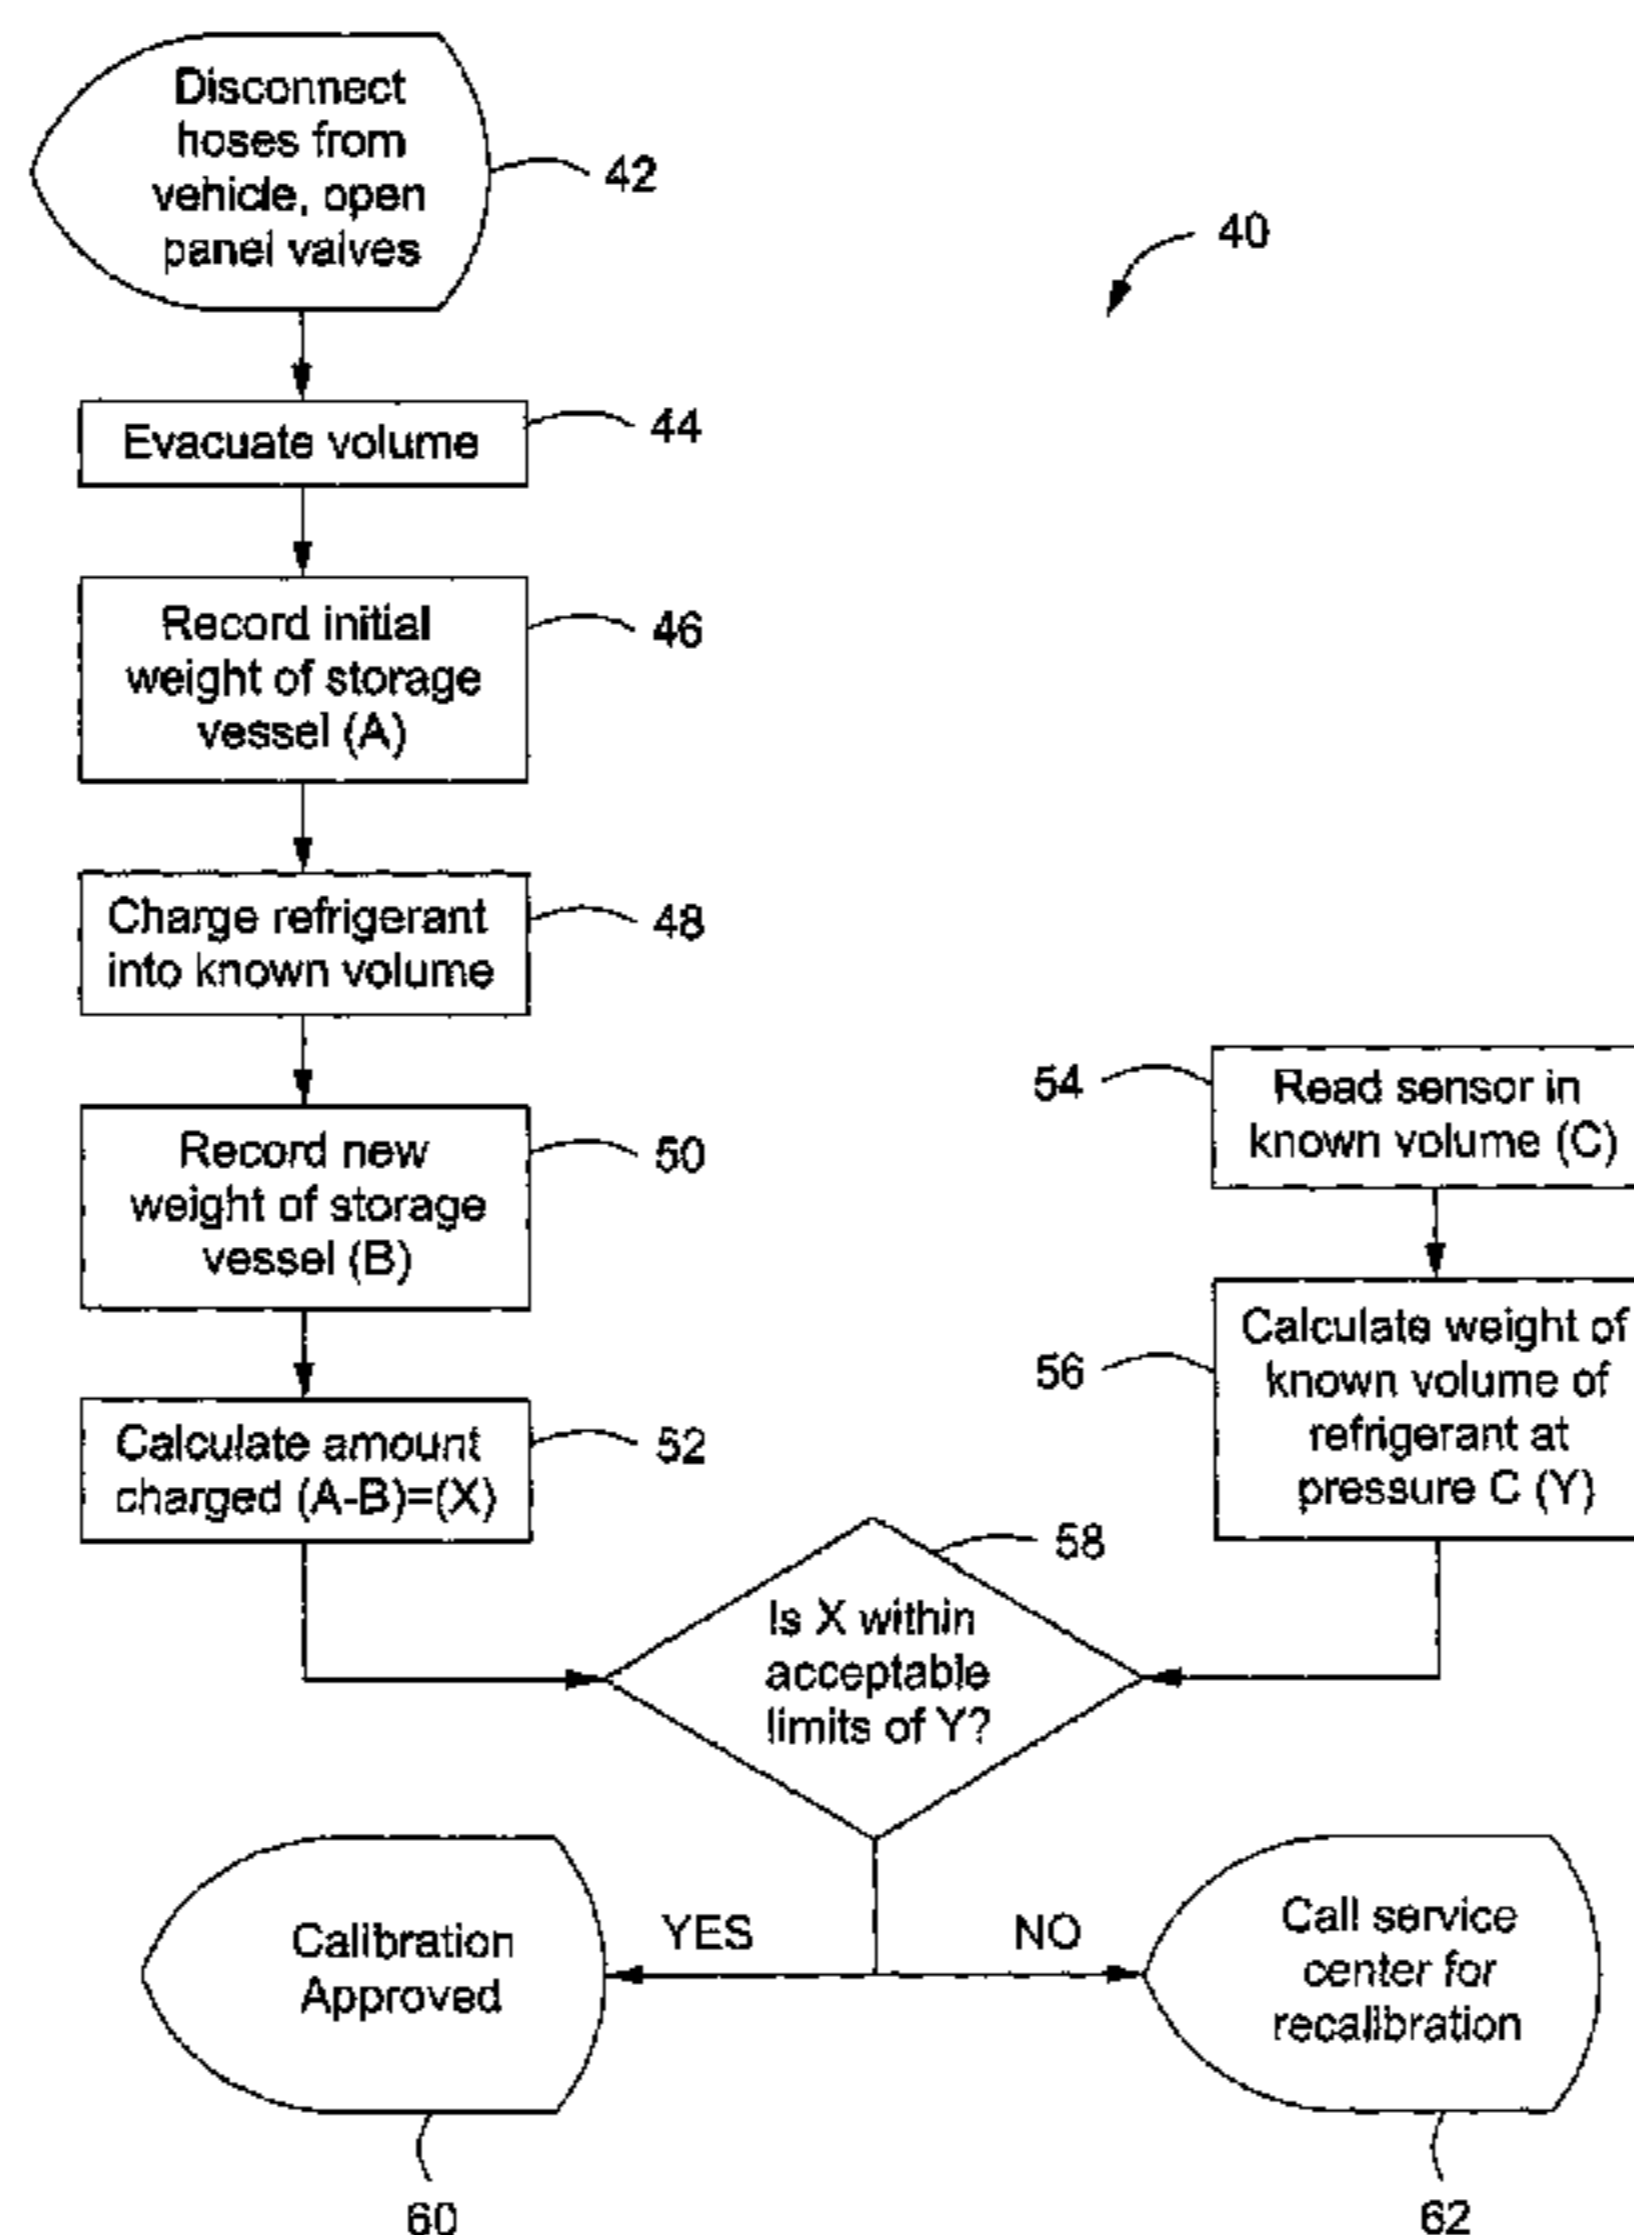 Disconnect
hoses from
vehicle, open
panel valves
42
40
Evacuate volume
44
Record initial
weight of storage
vessel (A)
46
Charge refrigerant
into known volume
48
Record new
weight of storage
vessel (B)
50
54
Read sensor in
known volume (C)
Calculate amount
charged (A-B)=(X)
52
56
Calculate weight of
known volume of
refrigerant at
pressure C (Y)
58
Is X within
acceptable
limits of Y?
YES
NO
Calibration
Approved
60
Call service
center for
recalibration
62